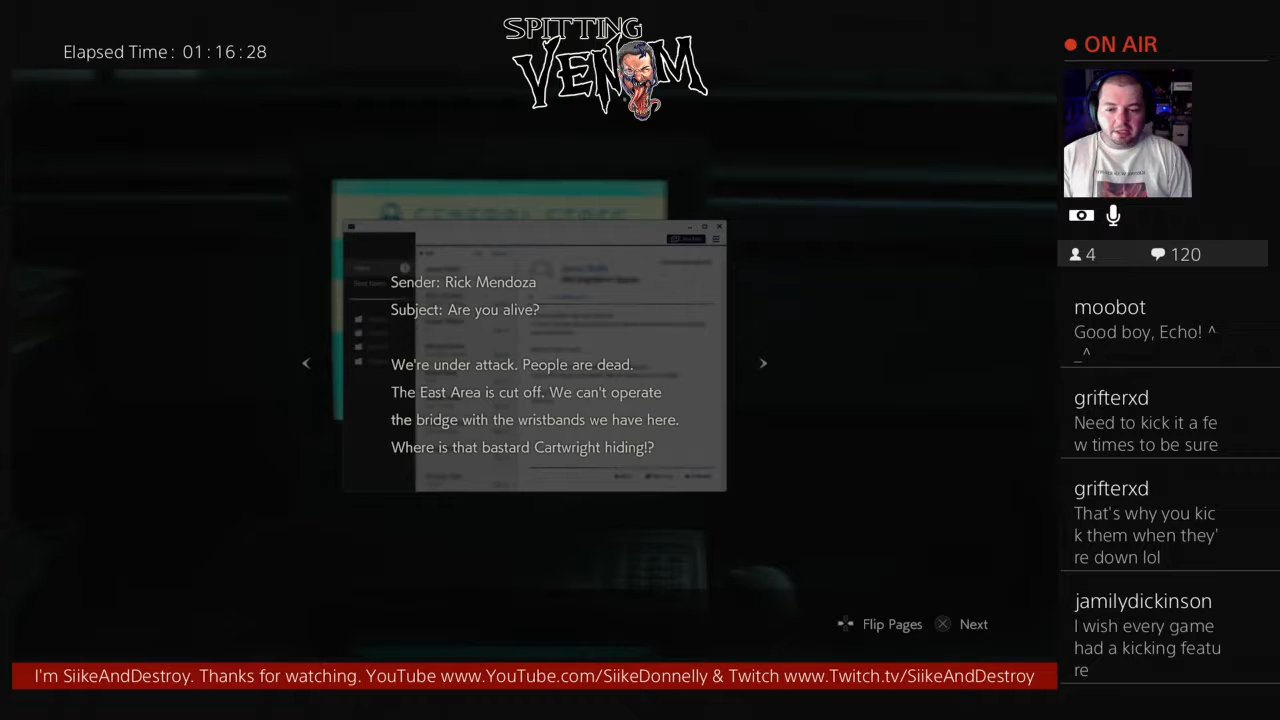 SPITTING
VENOM
Elapsed Time: 01:16:28
ON AIR
4 120
GENERAL STAFF
Sender: Rick Mendoza
Subject: Are you alive?
We're under attack. People are dead.
The East Area is cut off. We can't operate
the bridge with the wristbands we have here.
Where is that bastard Cartwright hiding!?
Flip Pages Next
moobot
Good boy, Echo! ^
_^
grifterxd
Need to kick it a fe
w times to be sure
grifterxd
That's why you kic
k them when they'
re down lol
jamilydickinson
I wish every game
had a kicking featu
re
I'm SiikeAndDestroy. Thanks for watching. YouTube www.YouTube.com/SiikeDonnelly & Twitch www.Twitch.tv/SiikeAndDestroy